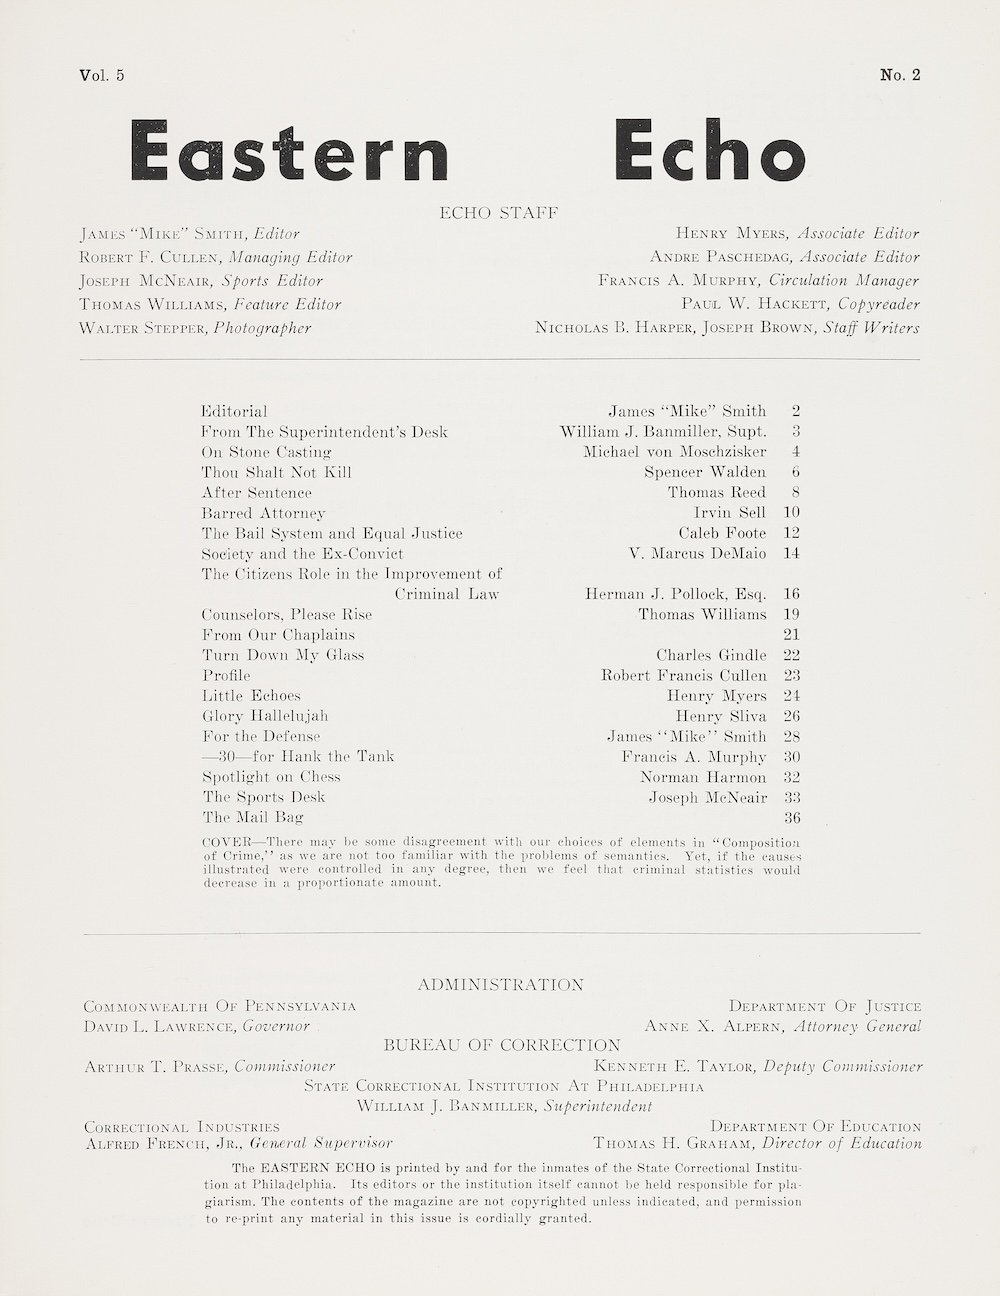 Vol. 5 No. 2
Eastern Echo
ECHO STAFF
JAMES “MIKE” SMITH, Editor HENRY MYERS, Associate Editor
ROBERT F. CULLEN, Managing Editor ANDRE PASCHEDAG, Associate Editor
JOSEPH MCNEAIR, Sports Editor FRANCIS A. MURPHY, Circulation Manager
THOMAS WILLIAMS, Feature Editor PAUL W. HACKETT, Copyreader
WALTER STEPPER, Photographer NICHOLAS B. HARPER, JOSEPH BROWN, Staff Writers
Editorial James “Mike” Smith 2
From The Superintendent’s Desk William J. Banmiller, Supt. 3
On Stone Casting Michael von Moschzisker 4
Thou Shalt Not Kill Spencer Walden 6
After Sentence Thomas Reed 8
Barred Attorney Irvin Sell 10
The Bail System and Equal Justice Caleb Foote 12
Society and the Ex-Convict V. Marcus DeMaio 14
The Citizens Role in the Improvement of
Criminal Law Herman J. Pollock, Esq. 16
Counselors, Please Rise Thomas Williams 19
From Our Chaplains 21
Turn Down My Glass Charles Gindle 22
Profile Robert Francis Cullen 23
Little Echoes Henry Myers 24
Glory Hallelujah Henry Sliva 26
For the Defense James “Mike” Smith 28
—30—for Hank the Tank Francis A. Murphy 30
Spotlight on Chess Norman Harmon 32
The Sports Desk Joseph McNeair 33
The Mail Bag 36
COVER—There may be some disagreement with our choices of elements in “Composition
of Crime,” as we are not too familiar with the problems of semantics. Yet, if the causes
illustrated were controlled in any degree, then we feel that criminal statistics would
decrease in a proportionate amount.
ADMINISTRATION
COMMONWEALTH OF PENNSYLVANIA DEPARTMENT OF JUSTICE
DAVID L. LAWRENCE, Governor ANNE X. ALPERN, Attorney General
BUREAU OF CORRECTION
ARTHUR T. PRASSE, Commissioner KENNETH E. TAYLOR, Deputy Commissioner
STATE CORRECTIONAL INSTITUTION AT PHILADELPHIA
WILLIAM J. BANMILLER, Superintendent
CORRECTIONAL INDUSTRIES DEPARTMENT OF EDUCATION
ALFRED FRENCH, JR., General Supervisor THOMAS H. GRAHAM, Director of Education
The EASTERN ECHO is printed by and for the inmates of the State Correctional Institu-
tion at Philadelphia. Its editors or the institution itself cannot be held responsible for pla-
giarism. The contents of the magazine are not copyrighted unless indicated, and permission
to re-print any material in this issue is cordially granted.